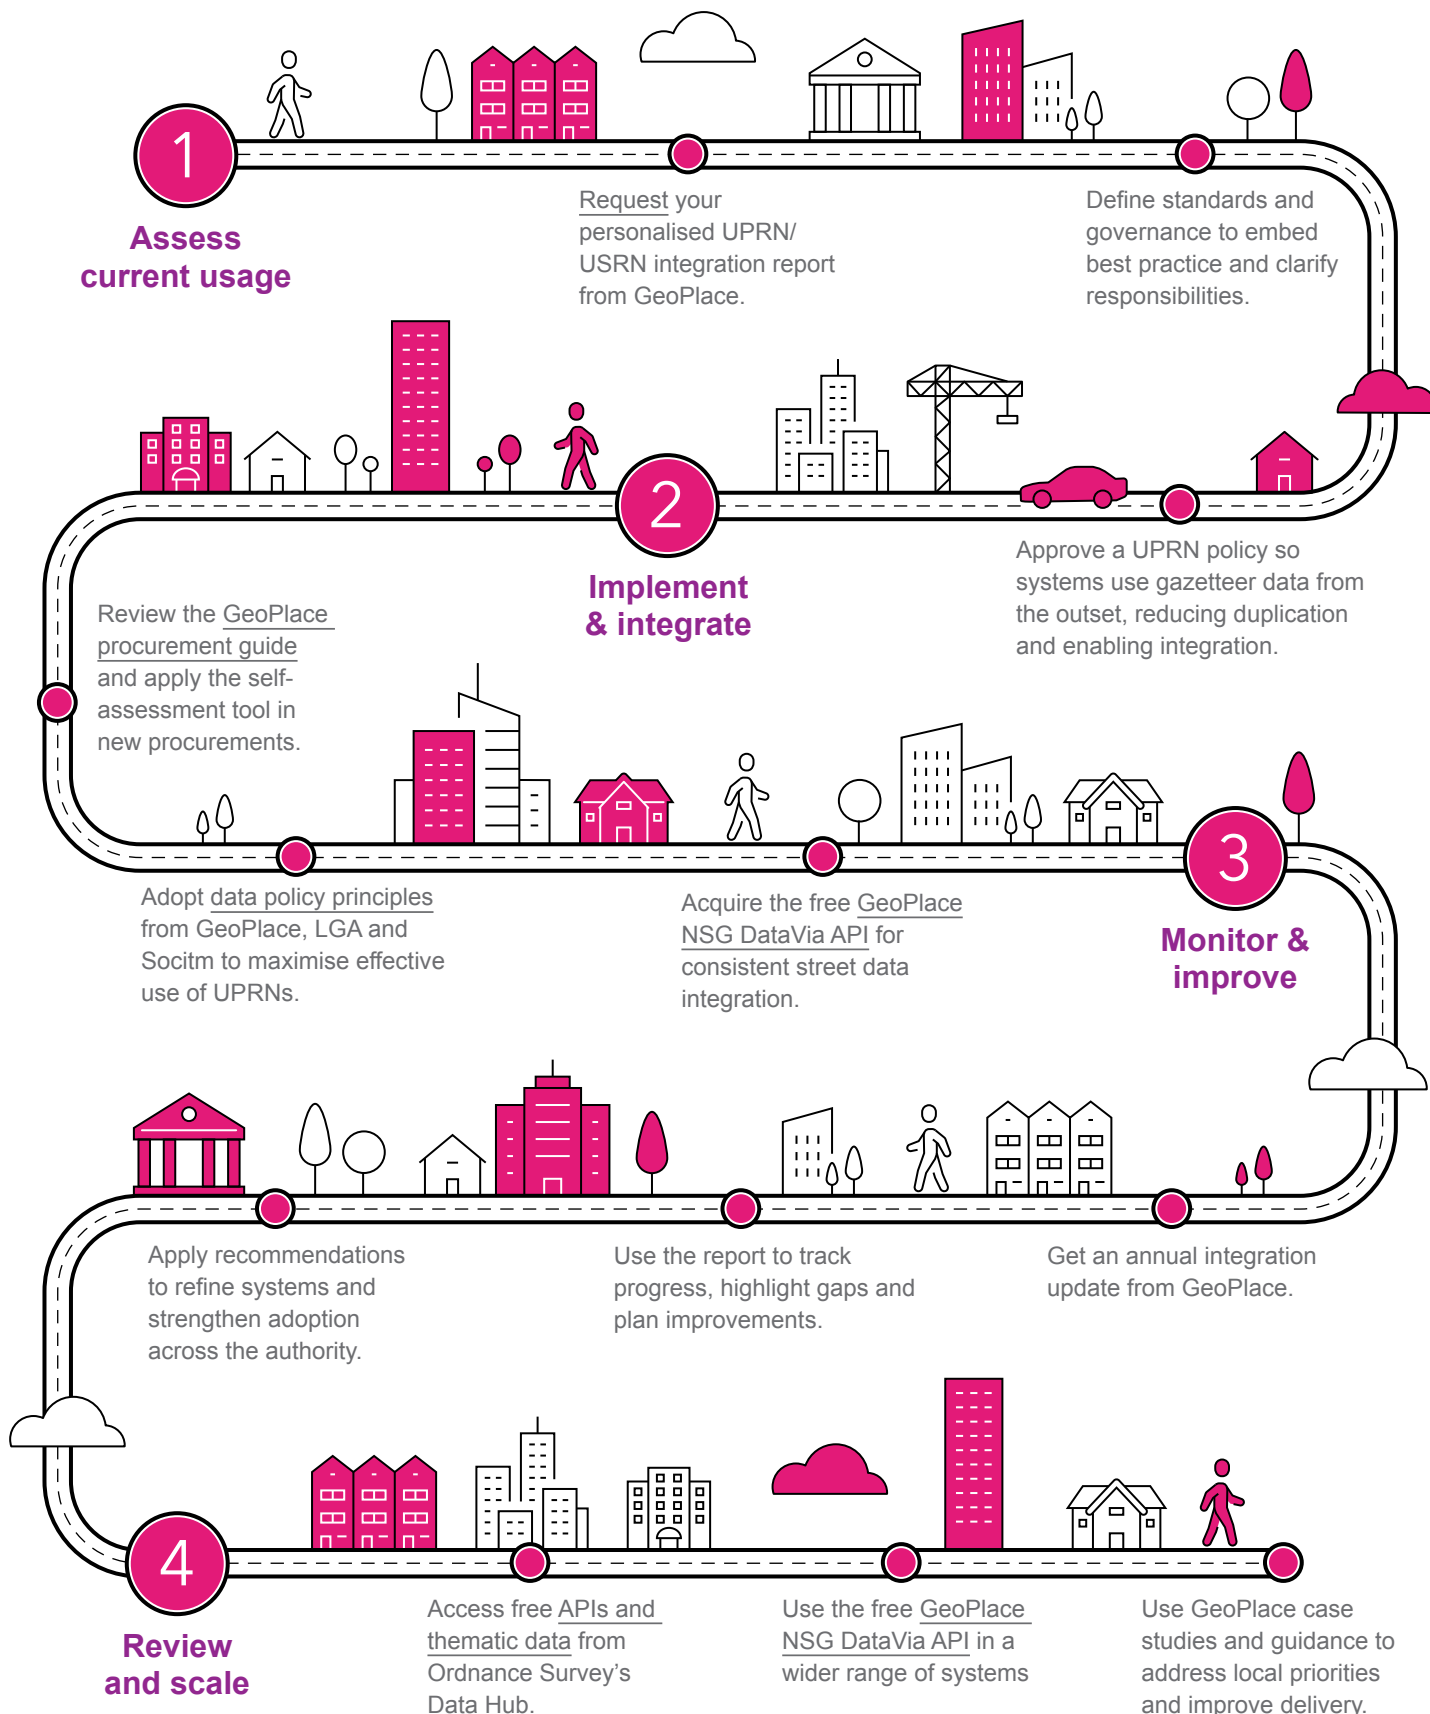 1
Assess
current usage
Request your
personalised UPRN/
USRN integration report
from GeoPlace.
Define standards and
governance to embed
best practice and clarify
responsibilities.
Approve a UPRN policy so
systems use gazetteer data from
the outset, reducing duplication
and enabling integration.
2
Implement
& integrate
Review the GeoPlace
procurement guide
and apply the self-
assessment tool in
new procurements.
Adopt data policy principles
from GeoPlace, LGA and
Socitm to maximise effective
use of UPRNs.
Acquire the free GeoPlace
NSG DataVia API for
consistent street data
integration.
3
Monitor &
improve
Get an annual integration
update from GeoPlace.
Use the report to track
progress, highlight gaps and
plan improvements.
Apply recommendations
to refine systems and
strengthen adoption
across the authority.
4
Review
and scale
Access free APIs and
thematic data from
Ordnance Survey's
Data Hub.
Use the free GeoPlace
NSG DataVia API in a
wider range of systems
Use GeoPlace case
studies and guidance to
address local priorities
and improve delivery.